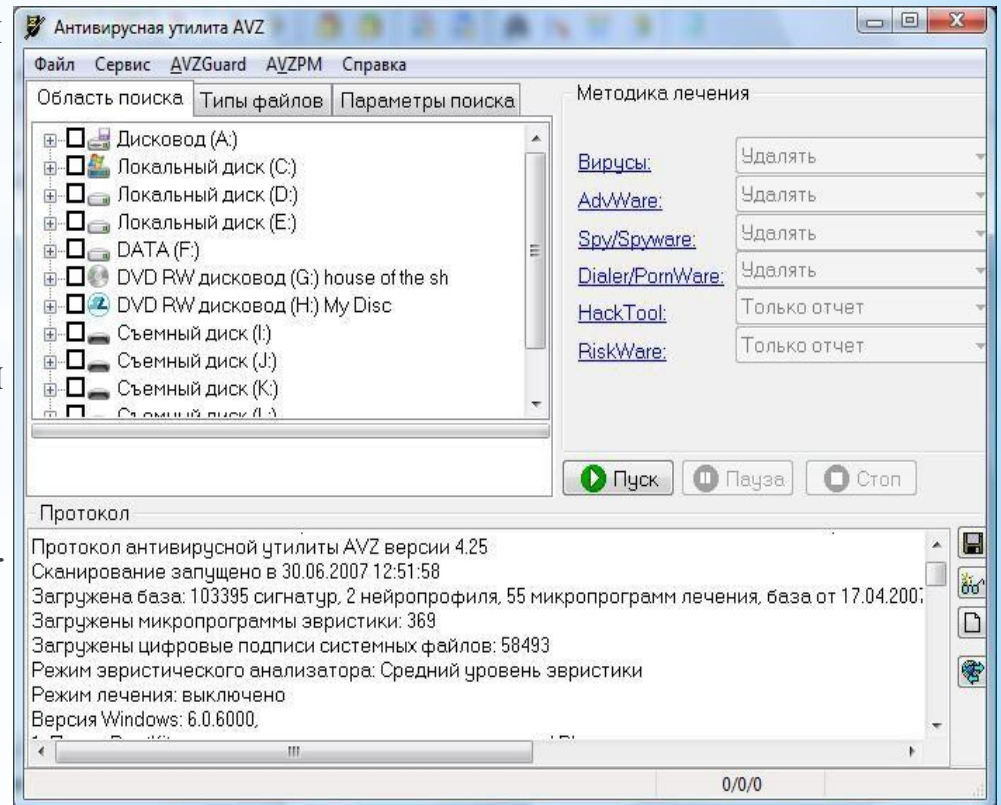 Антивирусная утилита AVZ
Файл Сервис AVZGuard AVZPM Справка
Область поиска Типы файлов Параметры поиска
Дисковод (A:)
Локальный диск (C:)
Локальный диск (D:)
Локальный диск (E:)
DATA (F:)
DVD RW дисковод (G:) house of the sh
DVD RW дисковод (H:) My Disc
Съемный диск (I:)
Съемный диск (J:)
Съемный диск (K:)
Методика лечения
Вирусы: Удалять
AdvWare: Удалять
Spy/Spyware: Удалять
Dialer/PornWare: Удалять
HackTool: Только отчет
RiskWare: Только отчет
Пуск Пауза Стоп
Протокол
Протокол антивирусной утилиты AVZ версии 4.25
Сканирование запущено в 30.06.2007 12:51:58
Загружена база: 103395 сигнатур, 2 нейропрофиля, 55 микропрограмм лечения, база от 17.04.2007
Загружены микропрограммы эвристики: 369
Загружены цифровые подписи системных файлов: 58493
Режим эвристического анализатора: Средний уровень эвристики
Режим лечения: выключено
Версия Windows: 6.0.6000,
0/0/0